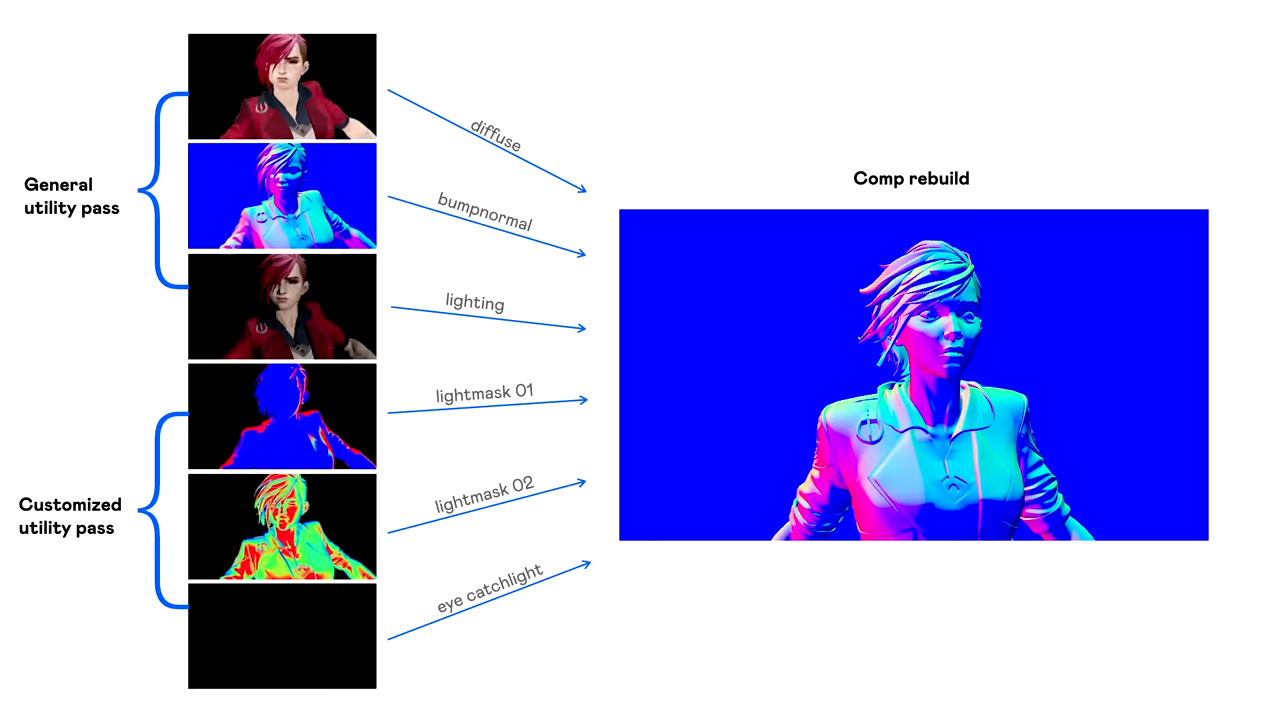 General
utility pass
diffuse
bumpnormal
lighting
Comp rebuild
Customized
utility pass
lightmask 01
lightmask 02
eye catchlight